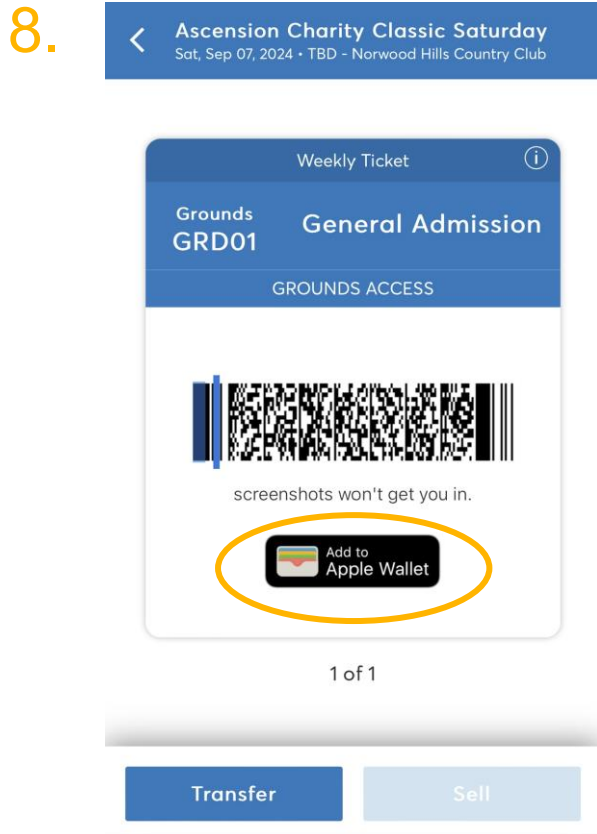 8.
Ascension Charity Classic Saturday
Sat, Sep 07, 2024 • TBD - Norwood Hills Country Club
Weekly Ticket
Grounds
GRD01
General Admission
GROUNDS ACCESS
screenshots won't get you in.
Add to
Apple Wallet
1 of 1
Transfer
Sell